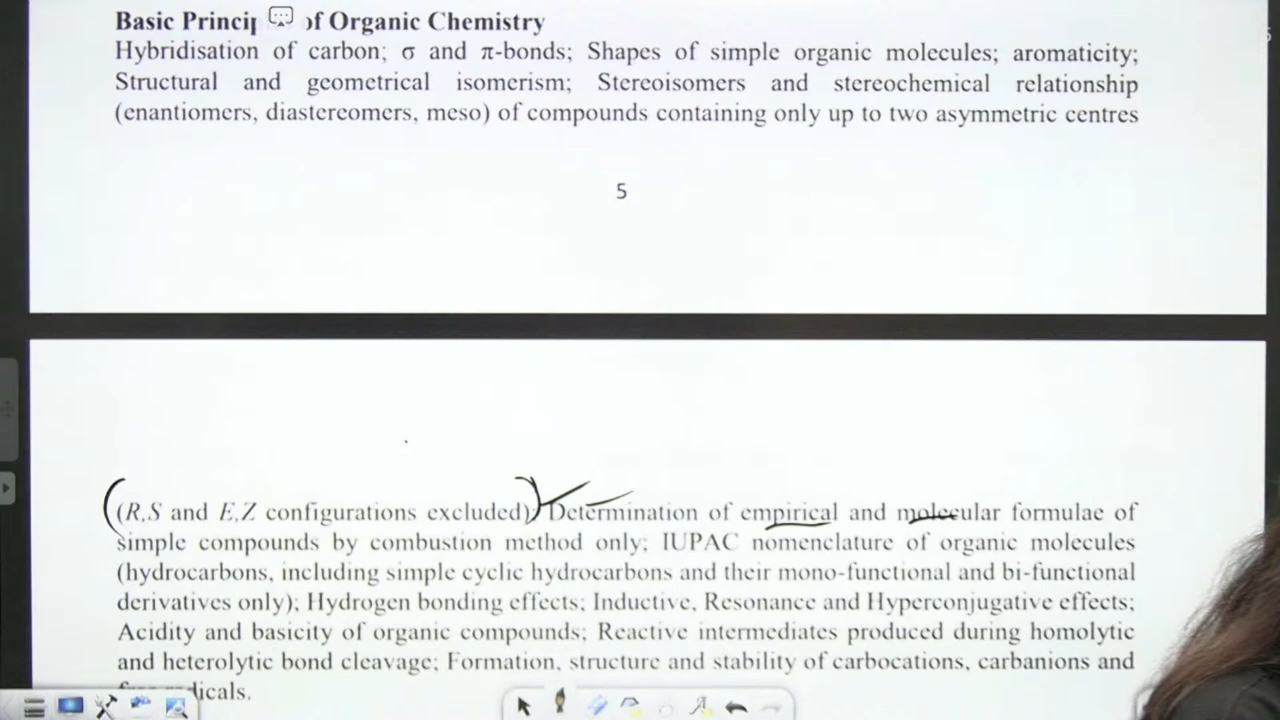 Basic Princip of Organic Chemistry
Hybridisation of carbon; σ and π-bonds; Shapes of simple organic molecules; aromaticity;
Structural and geometrical isomerism; Stereoisomers and stereochemical relationship
(enantiomers, diastereomers, meso) of compounds containing only up to two asymmetric centres
5
(R,S and E,Z configurations excluded); Determination of empirical and molecular formulae of
simple compounds by combustion method only; IUPAC nomenclature of organic molecules
(hydrocarbons, including simple cyclic hydrocarbons and their mono-functional and bi-functional
derivatives only); Hydrogen bonding effects; Inductive, Resonance and Hyperconjugative effects;
Acidity and basicity of organic compounds; Reactive intermediates produced during homolytic
and heterolytic bond cleavage; Formation, structure and stability of carbocations, carbanions and
free radicals.